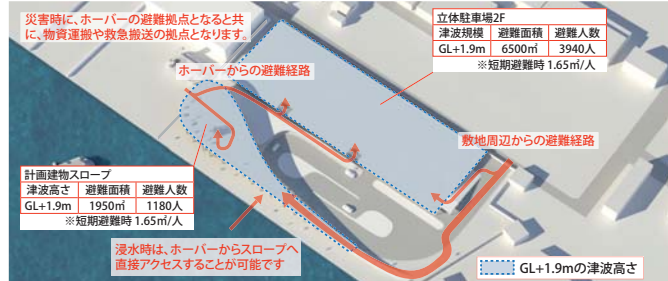 災害時に、ホーバーの避難拠点となると共
に、物資運搬や救急搬送の拠点となります。
立体駐車場2F
津波規模 避難面積 避難人数
GL+1.9m 6500㎡ 3940人
※短期避難時 1.65㎡/人
ホーバーからの避難経路
敷地周辺からの避難経路
計画建物スロープ
津波高さ 避難面積 避難人数
GL+1.9m 1950㎡ 1180人
※短期避難時 1.65㎡/人
浸水時は、ホーバーからスロープへ
直接アクセスすることが可能です
GL+1.9mの津波高さ